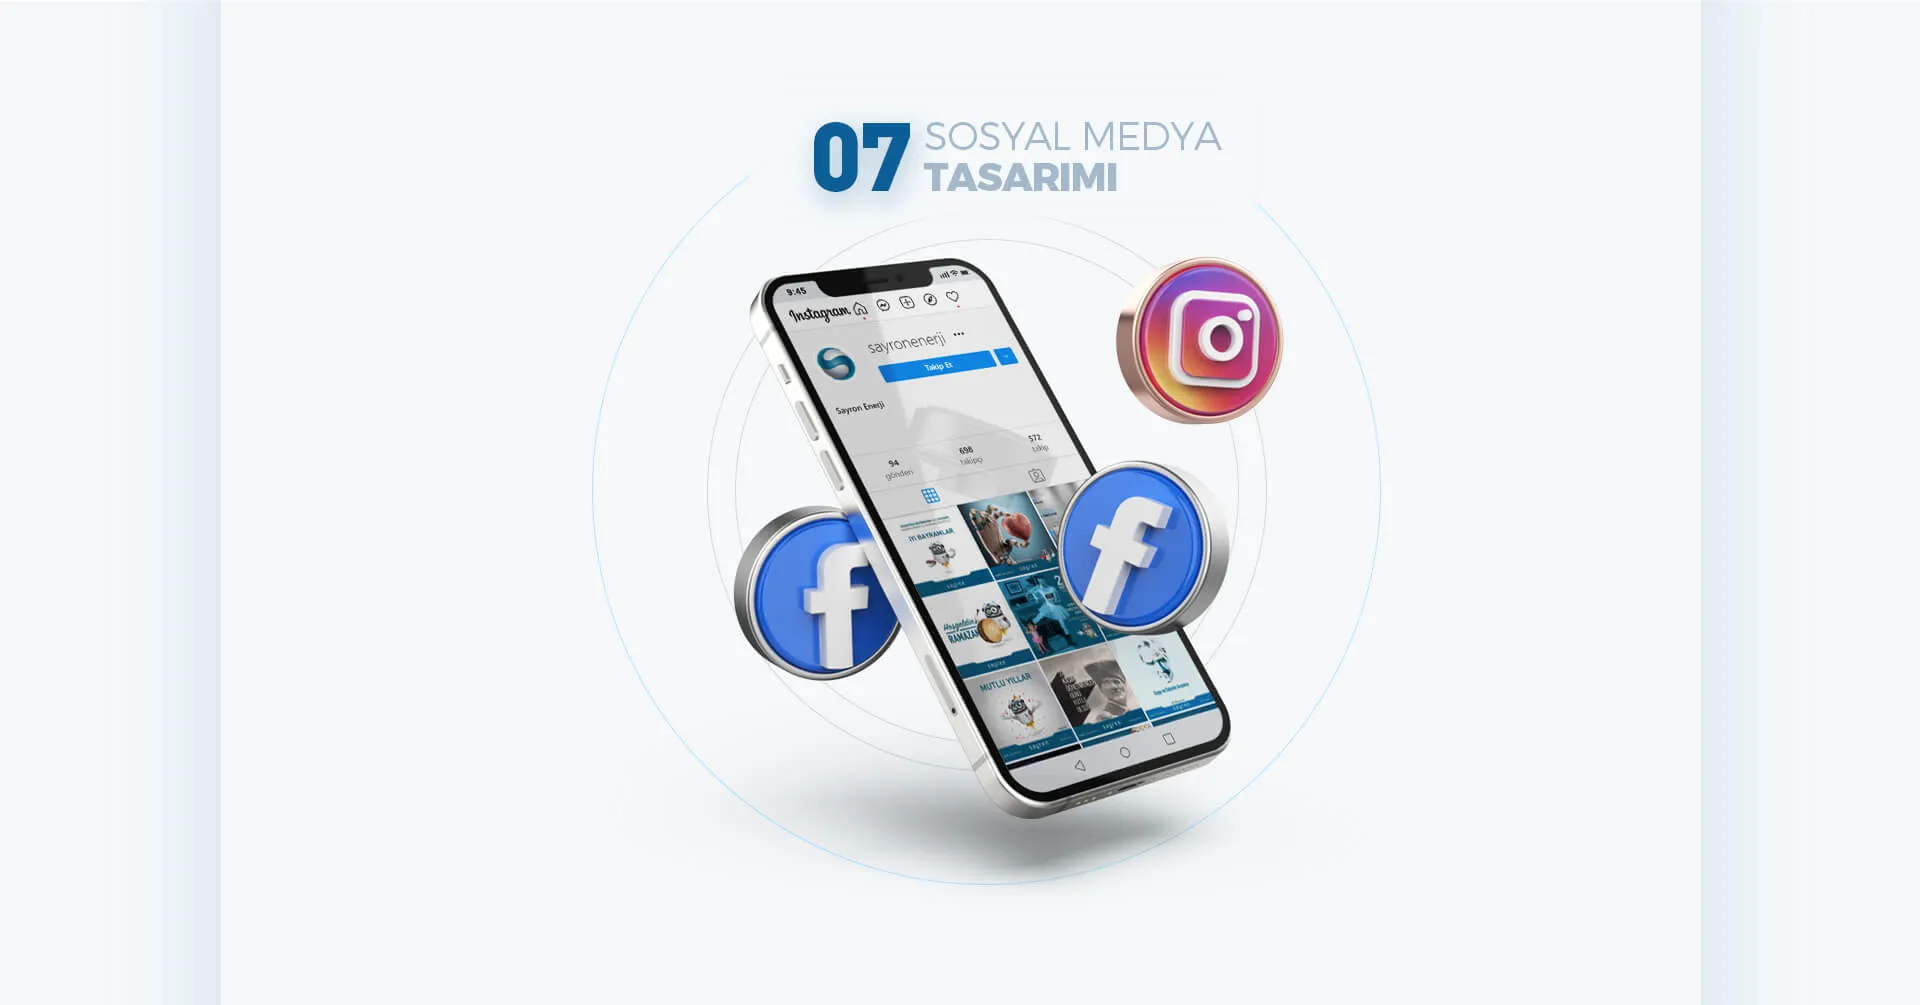 07 SOSYAL MEDYA
TASARIMI
9:45
Instagram
sayronenerji
Takip Et
Sayron Enerji
94
gönderi
698
takipçi
572
takip
İYİ BAYRAMLAR
RAMAZAN
MUTLU YILLAR